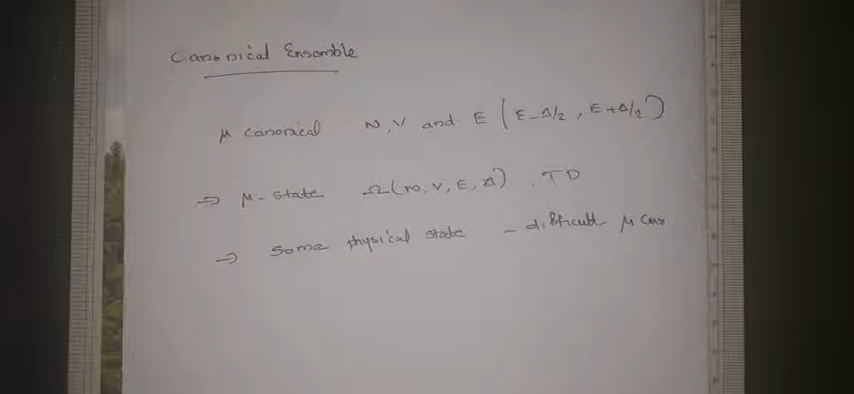 Canonical Ensemble
μ canonical N, V and E (E-Δ/2, E+Δ/2)
⇒ μ-state Ω(N, V, E, Δ), TD
→ Some physical state - difficult μ can